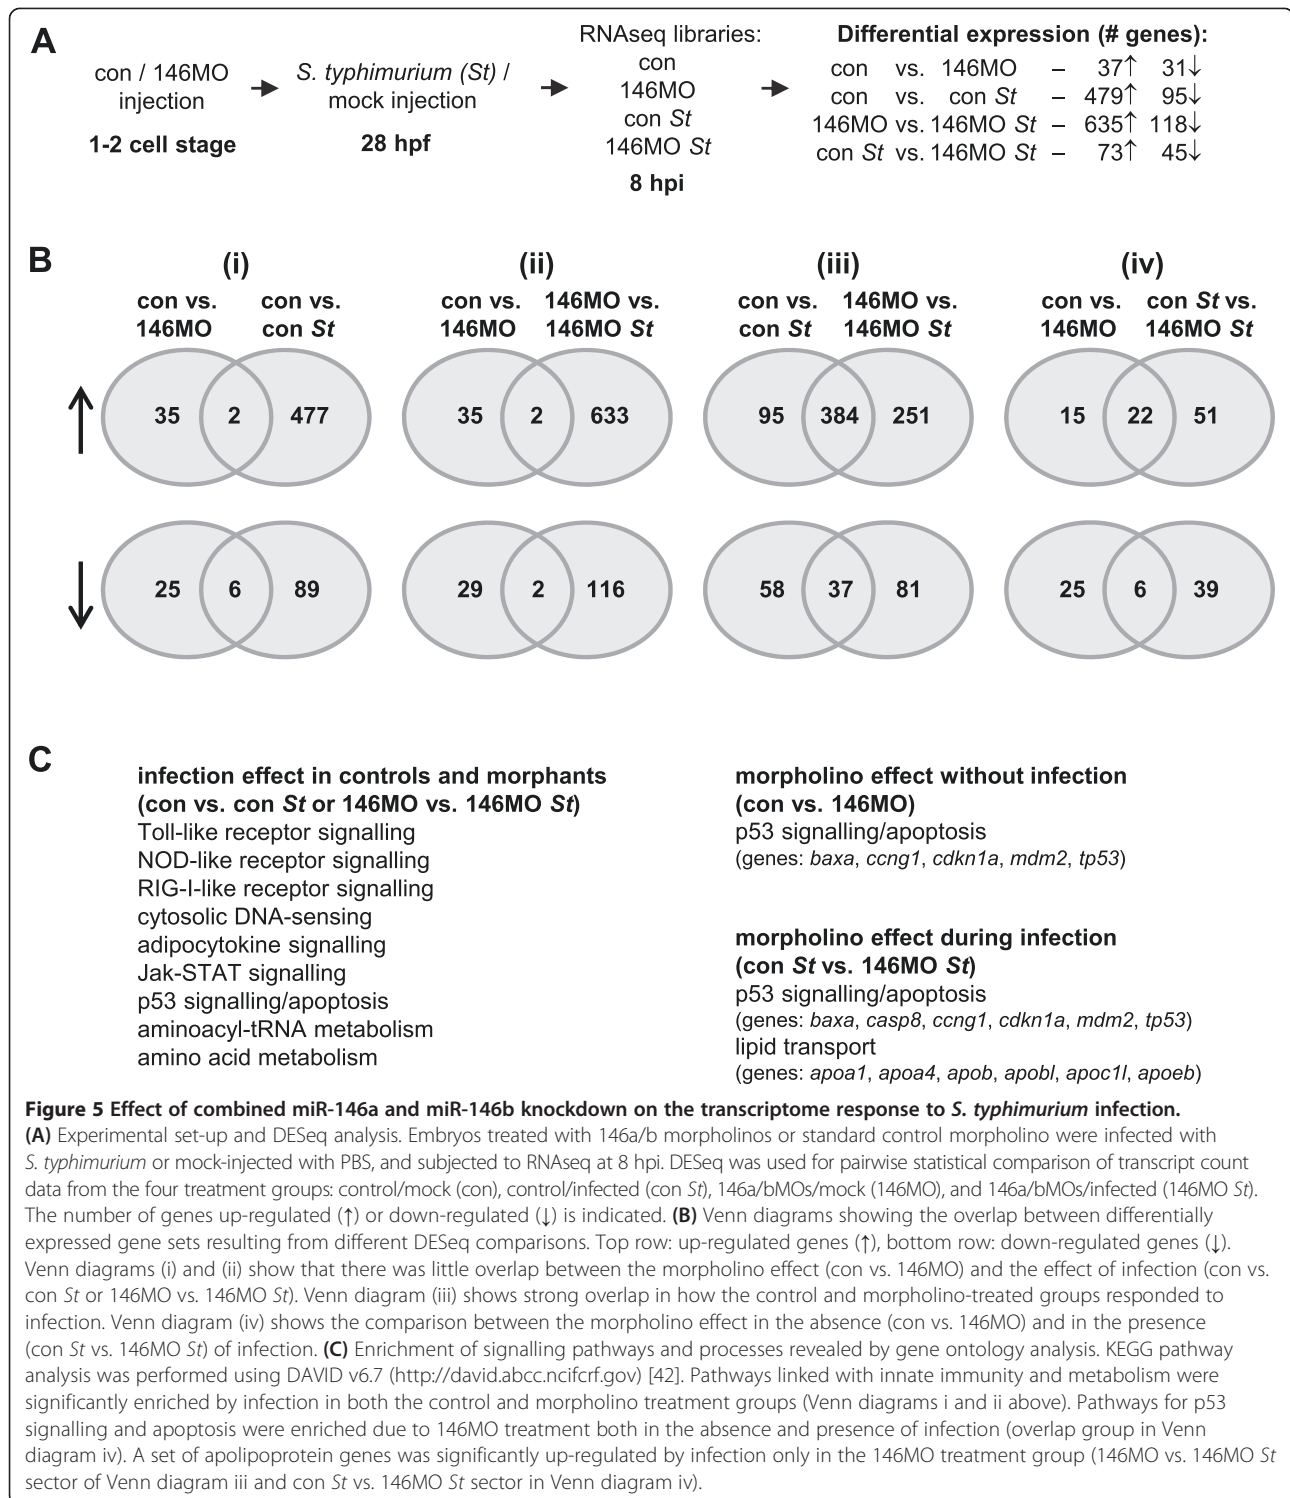 A
con / 146MO
injection
1-2 cell stage
S. typhimurium (St) /
mock injection
28 hpf
RNAseq libraries:
con
146MO
con St
146MO St
8 hpi
Differential expression (# genes):
con vs. 146MO – 37↑ 31↓
con vs. con St – 479↑ 95↓
146MO vs. 146MO St – 635↑ 118↓
con St vs. 146MO St – 73↑ 45↓
B
(i)
con vs.
146MO
con vs.
con St
(ii)
con vs.
146MO
146MO vs.
146MO St
(iii)
con vs.
con St
146MO vs.
146MO St
(iv)
con vs.
146MO
con St vs.
146MO St
35 2 477
35 2 633
95 384 251
15 22 51
25 6 89
29 2 116
58 37 81
25 6 39
C
infection effect in controls and morphants
(con vs. con St or 146MO vs. 146MO St)
Toll-like receptor signalling
NOD-like receptor signalling
RIG-I-like receptor signalling
cytosolic DNA-sensing
adipocytokine signalling
Jak-STAT signalling
p53 signalling/apoptosis
aminoacyl-tRNA metabolism
amino acid metabolism
morpholino effect without infection
(con vs. 146MO)
p53 signalling/apoptosis
(genes: baxa, ccng1, cdkn1a, mdm2, tp53)
morpholino effect during infection
(con St vs. 146MO St)
p53 signalling/apoptosis
(genes: baxa, casp8, ccng1, cdkn1a, mdm2, tp53)
lipid transport
(genes: apoa1, apoa4, apob, apobl, apoc1l, apoeb)
Figure 5 Effect of combined miR-146a and miR-146b knockdown on the transcriptome response to S. typhimurium infection.
(A) Experimental set-up and DESeq analysis. Embryos treated with 146a/b morpholinos or standard control morpholino were infected with
S. typhimurium or mock-injected with PBS, and subjected to RNAseq at 8 hpi. DESeq was used for pairwise statistical comparison of transcript count
data from the four treatment groups: control/mock (con), control/infected (con St), 146a/bMOs/mock (146MO), and 146a/bMOs/infected (146MO St).
The number of genes up-regulated (↑) or down-regulated (↓) is indicated. (B) Venn diagrams showing the overlap between differentially
expressed gene sets resulting from different DESeq comparisons. Top row: up-regulated genes (↑), bottom row: down-regulated genes (↓).
Venn diagrams (i) and (ii) show that there was little overlap between the morpholino effect (con vs. 146MO) and the effect of infection (con vs.
con St or 146MO vs. 146MO St). Venn diagram (iii) shows strong overlap in how the control and morpholino-treated groups responded to
infection. Venn diagram (iv) shows the comparison between the morpholino effect in the absence (con vs. 146MO) and in the presence
(con St vs. 146MO St) of infection. (C) Enrichment of signalling pathways and processes revealed by gene ontology analysis. KEGG pathway
analysis was performed using DAVID v6.7 (http://david.abcc.ncifcrf.gov) [42]. Pathways linked with innate immunity and metabolism were
significantly enriched by infection in both the control and morpholino treatment groups (Venn diagrams i and ii above). Pathways for p53
signalling and apoptosis were enriched due to 146MO treatment both in the absence and presence of infection (overlap group in Venn
diagram iv). A set of apolipoprotein genes was significantly up-regulated by infection only in the 146MO treatment group (146MO vs. 146MO St
sector of Venn diagram iii and con St vs. 146MO St sector in Venn diagram iv).